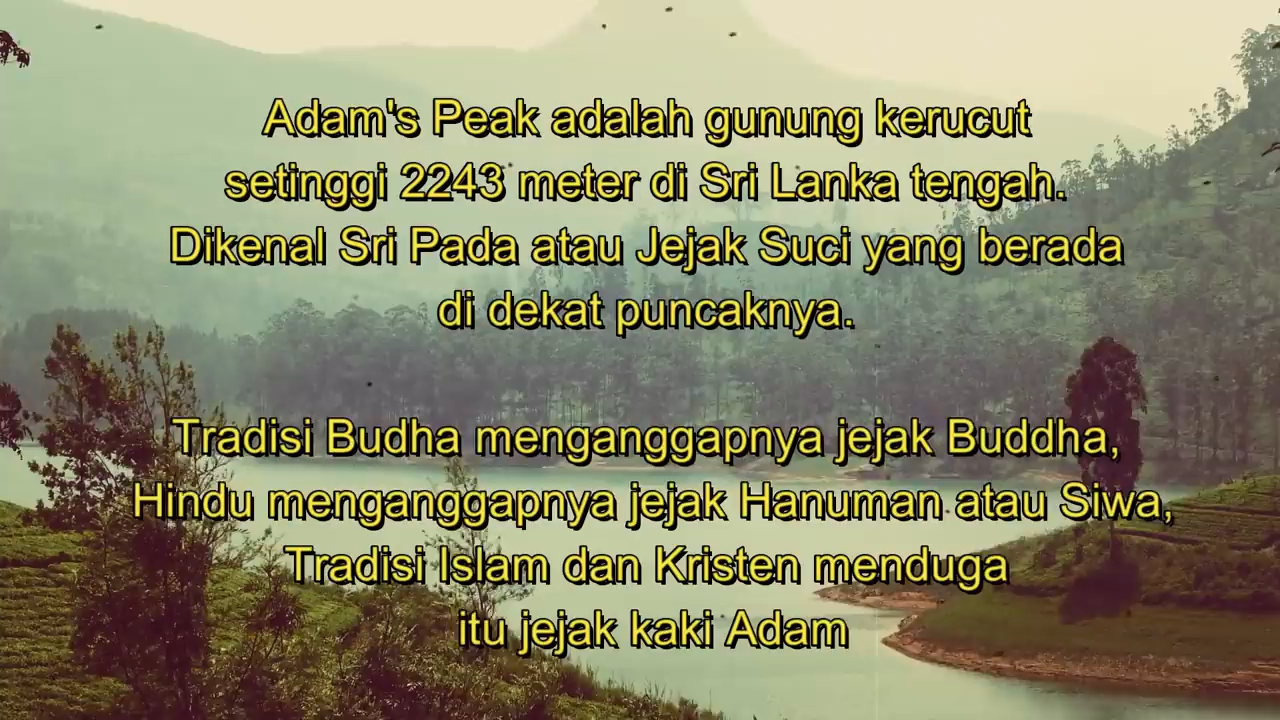 Adam's Peak adalah gunung kerucut
setinggi 2243 meter di Sri Lanka tengah.
Dikenal Sri Pada atau Jejak Suci yang berada
di dekat puncaknya.
Tradisi Budha menganggapnya jejak Buddha,
Hindu menganggapnya jejak Hanuman atau Siwa,
Tradisi Islam dan Kristen menduga
itu jejak kaki Adam